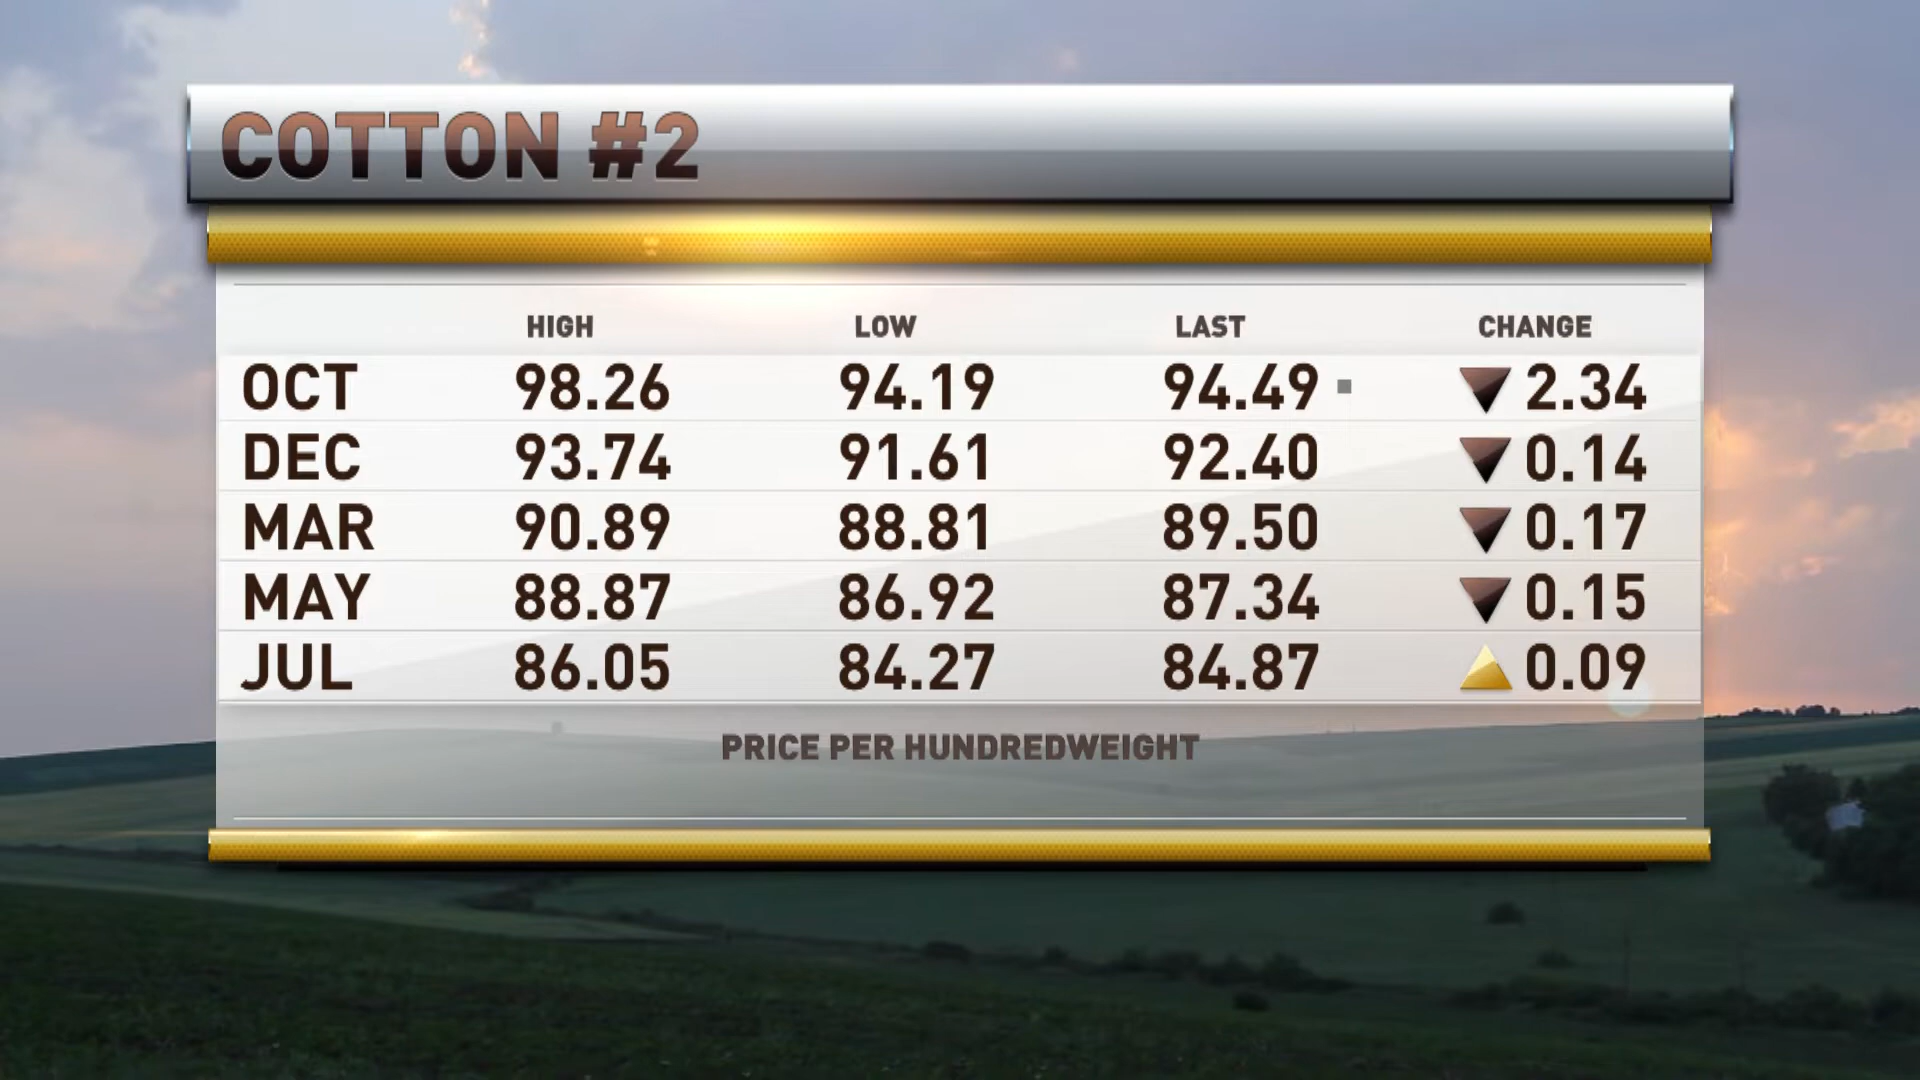 COTTON #2
HIGH LOW LAST CHANGE
OCT 98.26 94.19 94.49 ▼ 2.34
DEC 93.74 91.61 92.40 ▼ 0.14
MAR 90.89 88.81 89.50 ▼ 0.17
MAY 88.87 86.92 87.34 ▼ 0.15
JUL 86.05 84.27 84.87 ▲ 0.09
PRICE PER HUNDREDWEIGHT